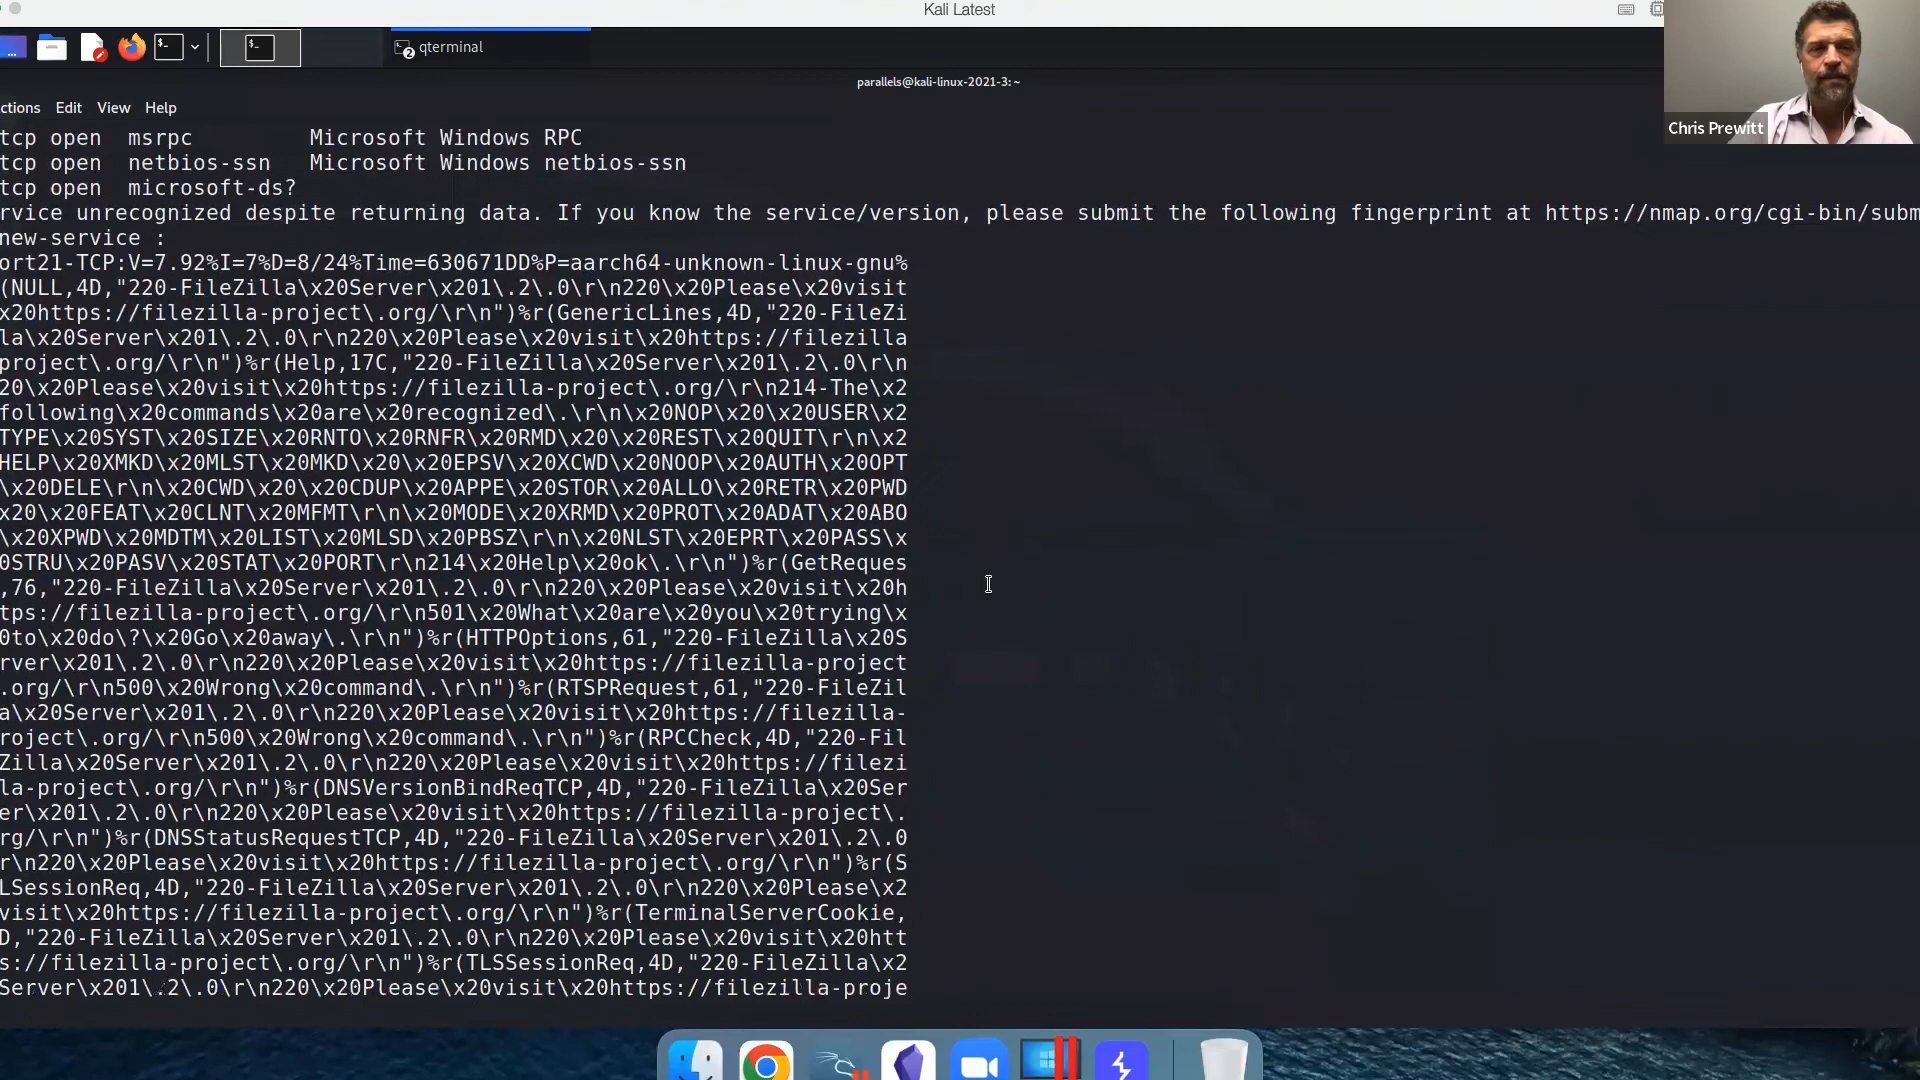 Kali Latest
qterminal
parallels@kali-linux-2021-3: ~
Chris Prewitt
ctions Edit View Help
tcp open  msrpc         Microsoft Windows RPC
tcp open  netbios-ssn   Microsoft Windows netbios-ssn
tcp open  microsoft-ds?
rvice unrecognized despite returning data. If you know the service/version, please submit the following fingerprint at https://nmap.org/cgi-bin/subm
new-service :
ort21-TCP:V=7.92%I=7%D=8/24%Time=630671DD%P=aarch64-unknown-linux-gnu%
(NULL,4D,"220-FileZilla\x20Server\x201\.2\.0\r\n220\x20Please\x20visit
x20https://filezilla-project\.org/\r\n")%r(GenericLines,4D,"220-FileZi
la\x20Server\x201\.2\.0\r\n220\x20Please\x20visit\x20https://filezilla
project\.org/\r\n")%r(Help,17C,"220-FileZilla\x20Server\x201\.2\.0\r\n
20\x20Please\x20visit\x20https://filezilla-project\.org/\r\n214-The\x2
following\x20commands\x20are\x20recognized\.\r\n\x20NOP\x20\x20USER\x2
TYPE\x20SYST\x20SIZE\x20RNTO\x20RNFR\x20RMD\x20\x20REST\x20QUIT\r\n\x2
HELP\x20XMKD\x20MLST\x20MKD\x20\x20EPSV\x20XCWD\x20NOOP\x20AUTH\x20OPT
\x20DELE\r\n\x20CWD\x20\x20CDUP\x20APPE\x20STOR\x20ALLO\x20RETR\x20PWD
x20\x20FEAT\x20CLNT\x20MFMT\r\n\x20MODE\x20XRMD\x20PROT\x20ADAT\x20ABO
\x20XPWD\x20MDTM\x20LIST\x20MLSD\x20PBSZ\r\n\x20NLST\x20EPRT\x20PASS\x
0STRU\x20PASV\x20STAT\x20PORT\r\n214\x20Help\x20ok\.\r\n")%r(GetReques
,76,"220-FileZilla\x20Server\x201\.2\.0\r\n220\x20Please\x20visit\x20h
tps://filezilla-project\.org/\r\n501\x20What\x20are\x20you\x20trying\x
0to\x20do\?\x20Go\x20away\.\r\n")%r(HTTPOptions,61,"220-FileZilla\x20S
rver\x201\.2\.0\r\n220\x20Please\x20visit\x20https://filezilla-project
.org/\r\n500\x20Wrong\x20command\.\r\n")%r(RTSPRequest,61,"220-FileZil
a\x20Server\x201\.2\.0\r\n220\x20Please\x20visit\x20https://filezilla-
roject\.org/\r\n500\x20Wrong\x20command\.\r\n")%r(RPCCheck,4D,"220-Fil
Zilla\x20Server\x201\.2\.0\r\n220\x20Please\x20visit\x20https://filezi
la-project\.org/\r\n")%r(DNSVersionBindReqTCP,4D,"220-FileZilla\x20Ser
er\x201\.2\.0\r\n220\x20Please\x20visit\x20https://filezilla-project\.
rg/\r\n")%r(DNSStatusRequestTCP,4D,"220-FileZilla\x20Server\x201\.2\.0
r\n220\x20Please\x20visit\x20https://filezilla-project\.org/\r\n")%r(S
LSessionReq,4D,"220-FileZilla\x20Server\x201\.2\.0\r\n220\x20Please\x2
visit\x20https://filezilla-project\.org/\r\n")%r(TerminalServerCookie,
D,"220-FileZilla\x20Server\x201\.2\.0\r\n220\x20Please\x20visit\x20htt
s://filezilla-project\.org/\r\n")%r(TLSSessionReq,4D,"220-FileZilla\x2
Server\x201\.2\.0\r\n220\x20Please\x20visit\x20https://filezilla-proje